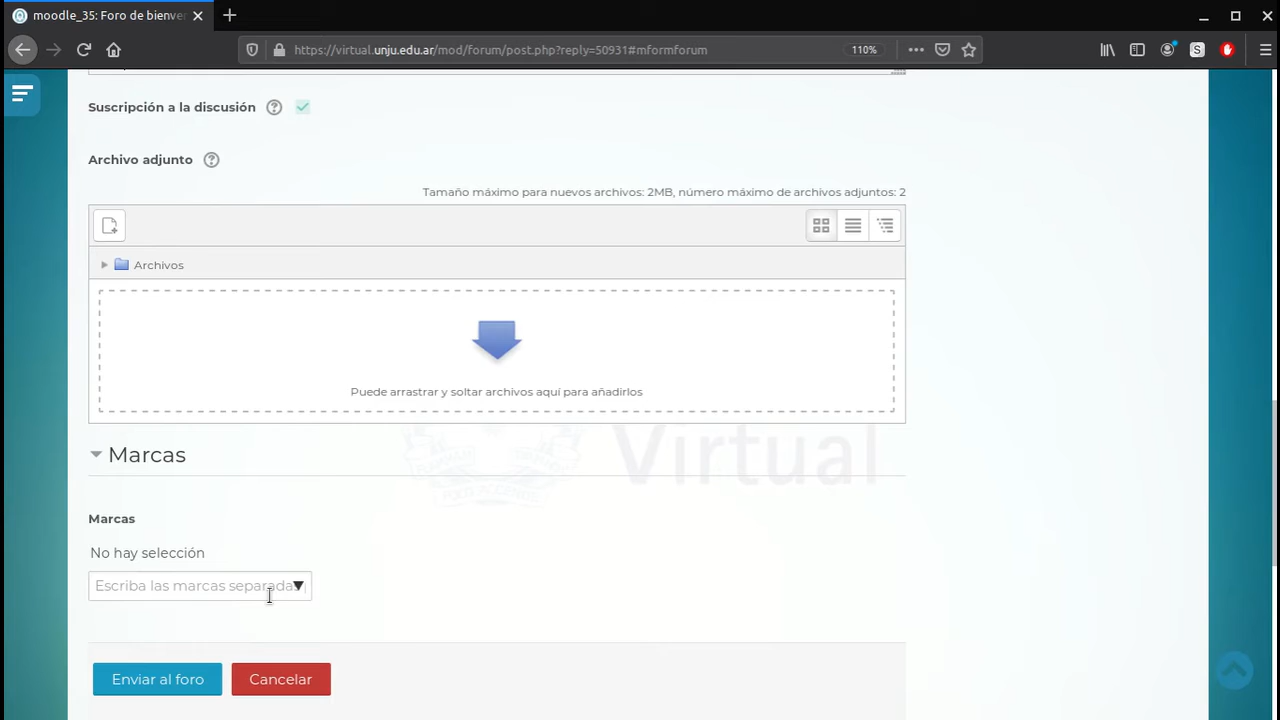 moodle_35: Foro de bienve
https://virtual.unju.edu.ar/mod/forum/post.php?reply=50931#mformforum
110%
Suscripción a la discusión
Archivo adjunto
Tamaño máximo para nuevos archivos: 2MB, número máximo de archivos adjuntos: 2
Archivos
Puede arrastrar y soltar archivos aquí para añadirlos
Virtual
Marcas
Marcas
No hay selección
Escriba las marcas separada
Enviar al foro
Cancelar